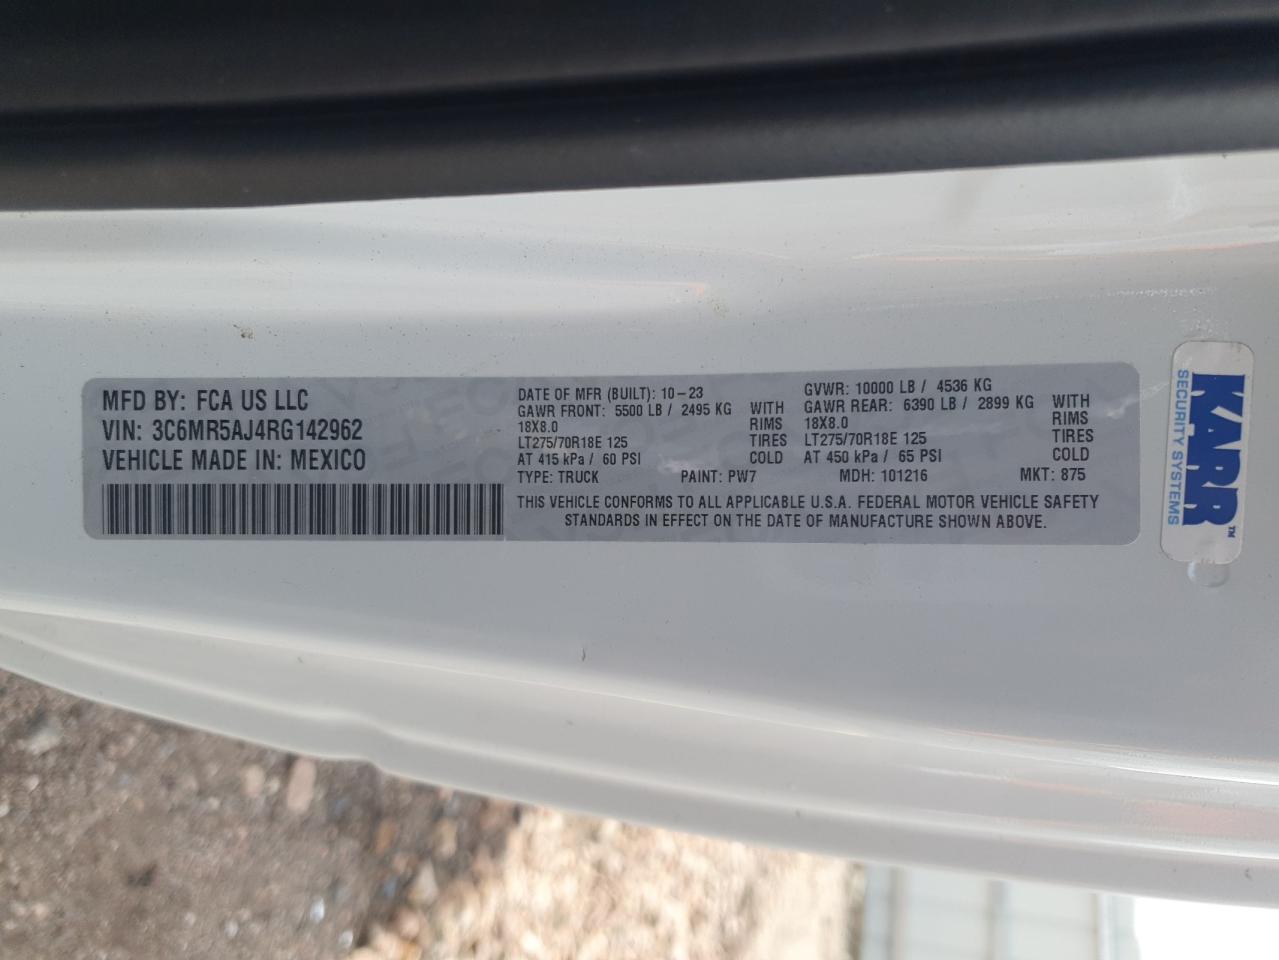 MFD BY: FCA US LLC
VIN: 3C6MR5AJ4RG142962
VEHICLE MADE IN: MEXICO
DATE OF MFR (BUILT): 10-23
GAWR FRONT: 5500 LB / 2495 KG WITH
18X8.0 RIMS
LT275/70R18E 125 TIRES
AT 415 kPa / 60 PSI COLD
GVWR: 10000 LB / 4536 KG
GAWR REAR: 6390 LB / 2899 KG WITH
18X8.0 RIMS
LT275/70R18E 125 TIRES
AT 450 kPa / 65 PSI COLD
TYPE: TRUCK PAINT: PW7 MDH: 101216 MKT: 875
THIS VEHICLE CONFORMS TO ALL APPLICABLE U.S.A. FEDERAL MOTOR VEHICLE SAFETY
STANDARDS IN EFFECT ON THE DATE OF MANUFACTURE SHOWN ABOVE.
KARR™
SECURITY SYSTEMS